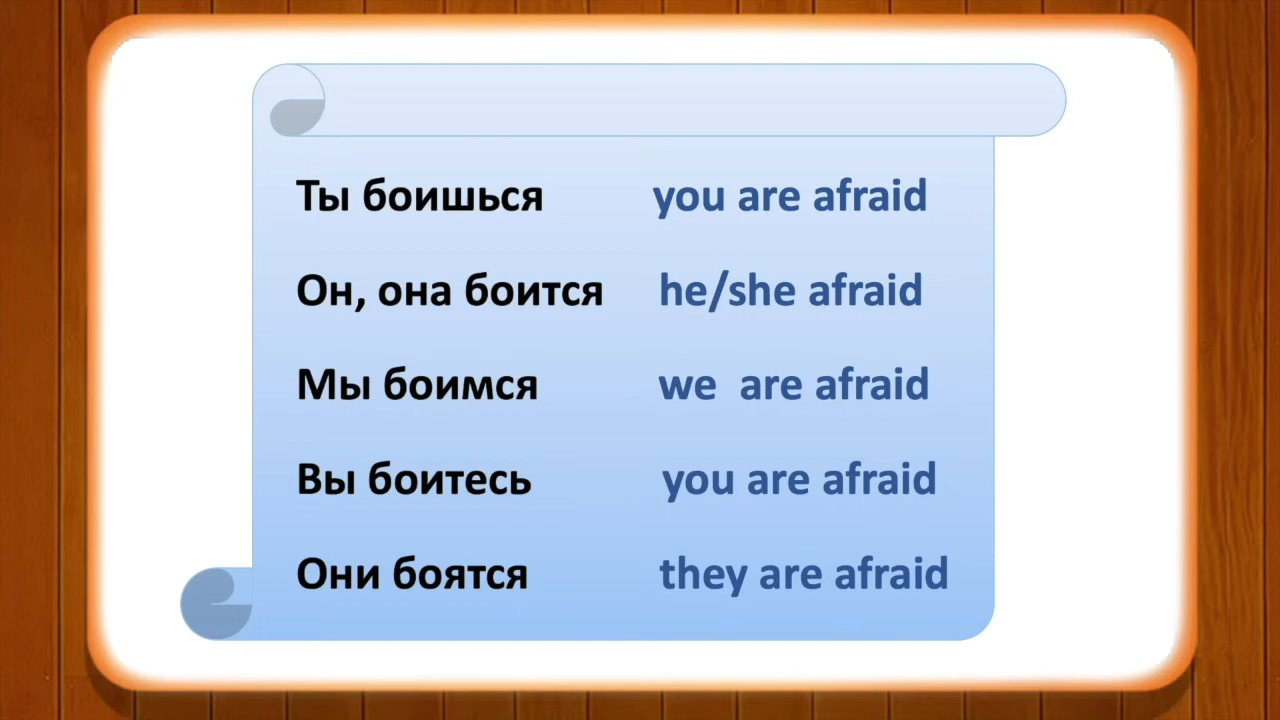 Ты боишься you are afraid
Он, она боится he/she afraid
Мы боимся we are afraid
Вы боитесь you are afraid
Они боятся they are afraid